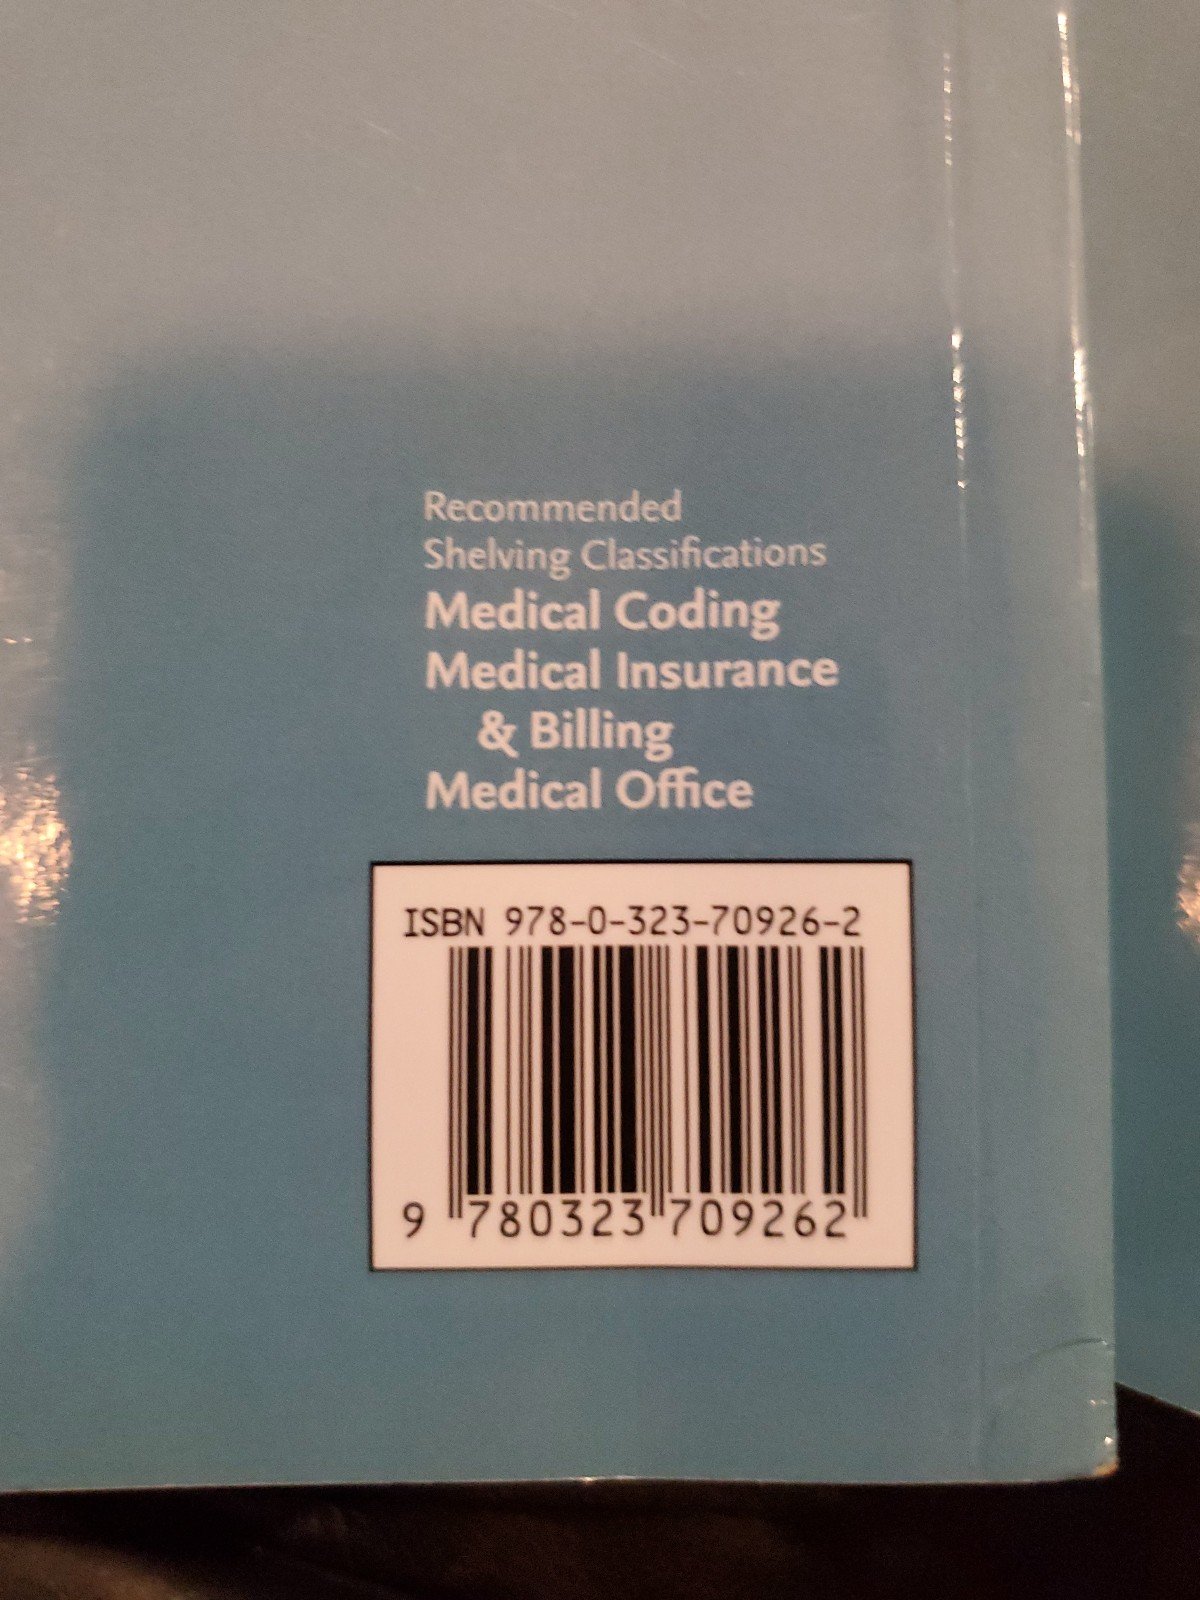 Recommended
Shelving Classifications
Medical Coding
Medical Insurance
& Billing
Medical Office
ISBN 978-0-323-70926-2
9 780323 709262